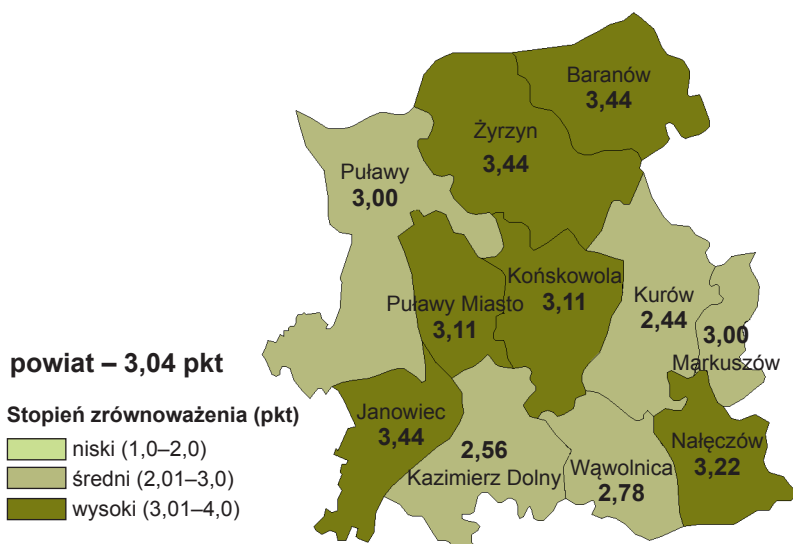 Baranów
3,44
Żyrzyn
3,44
Puławy
3,00
Końskowola
3,11
Puławy Miasto
3,11
Kurów
2,44
3,00
Markuszów
powiat – 3,04 pkt
Janowiec
3,44
2,56
Kazimierz Dolny
Wąwolnica
2,78
Nałęczów
3,22
Stopień zrównoważenia (pkt)
niski (1,0–2,0)
średni (2,01–3,0)
wysoki (3,01–4,0)